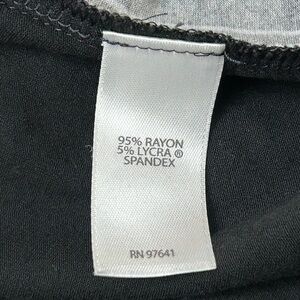 95% RAYON
5% LYCRA ®
SPANDEX
RN 97641